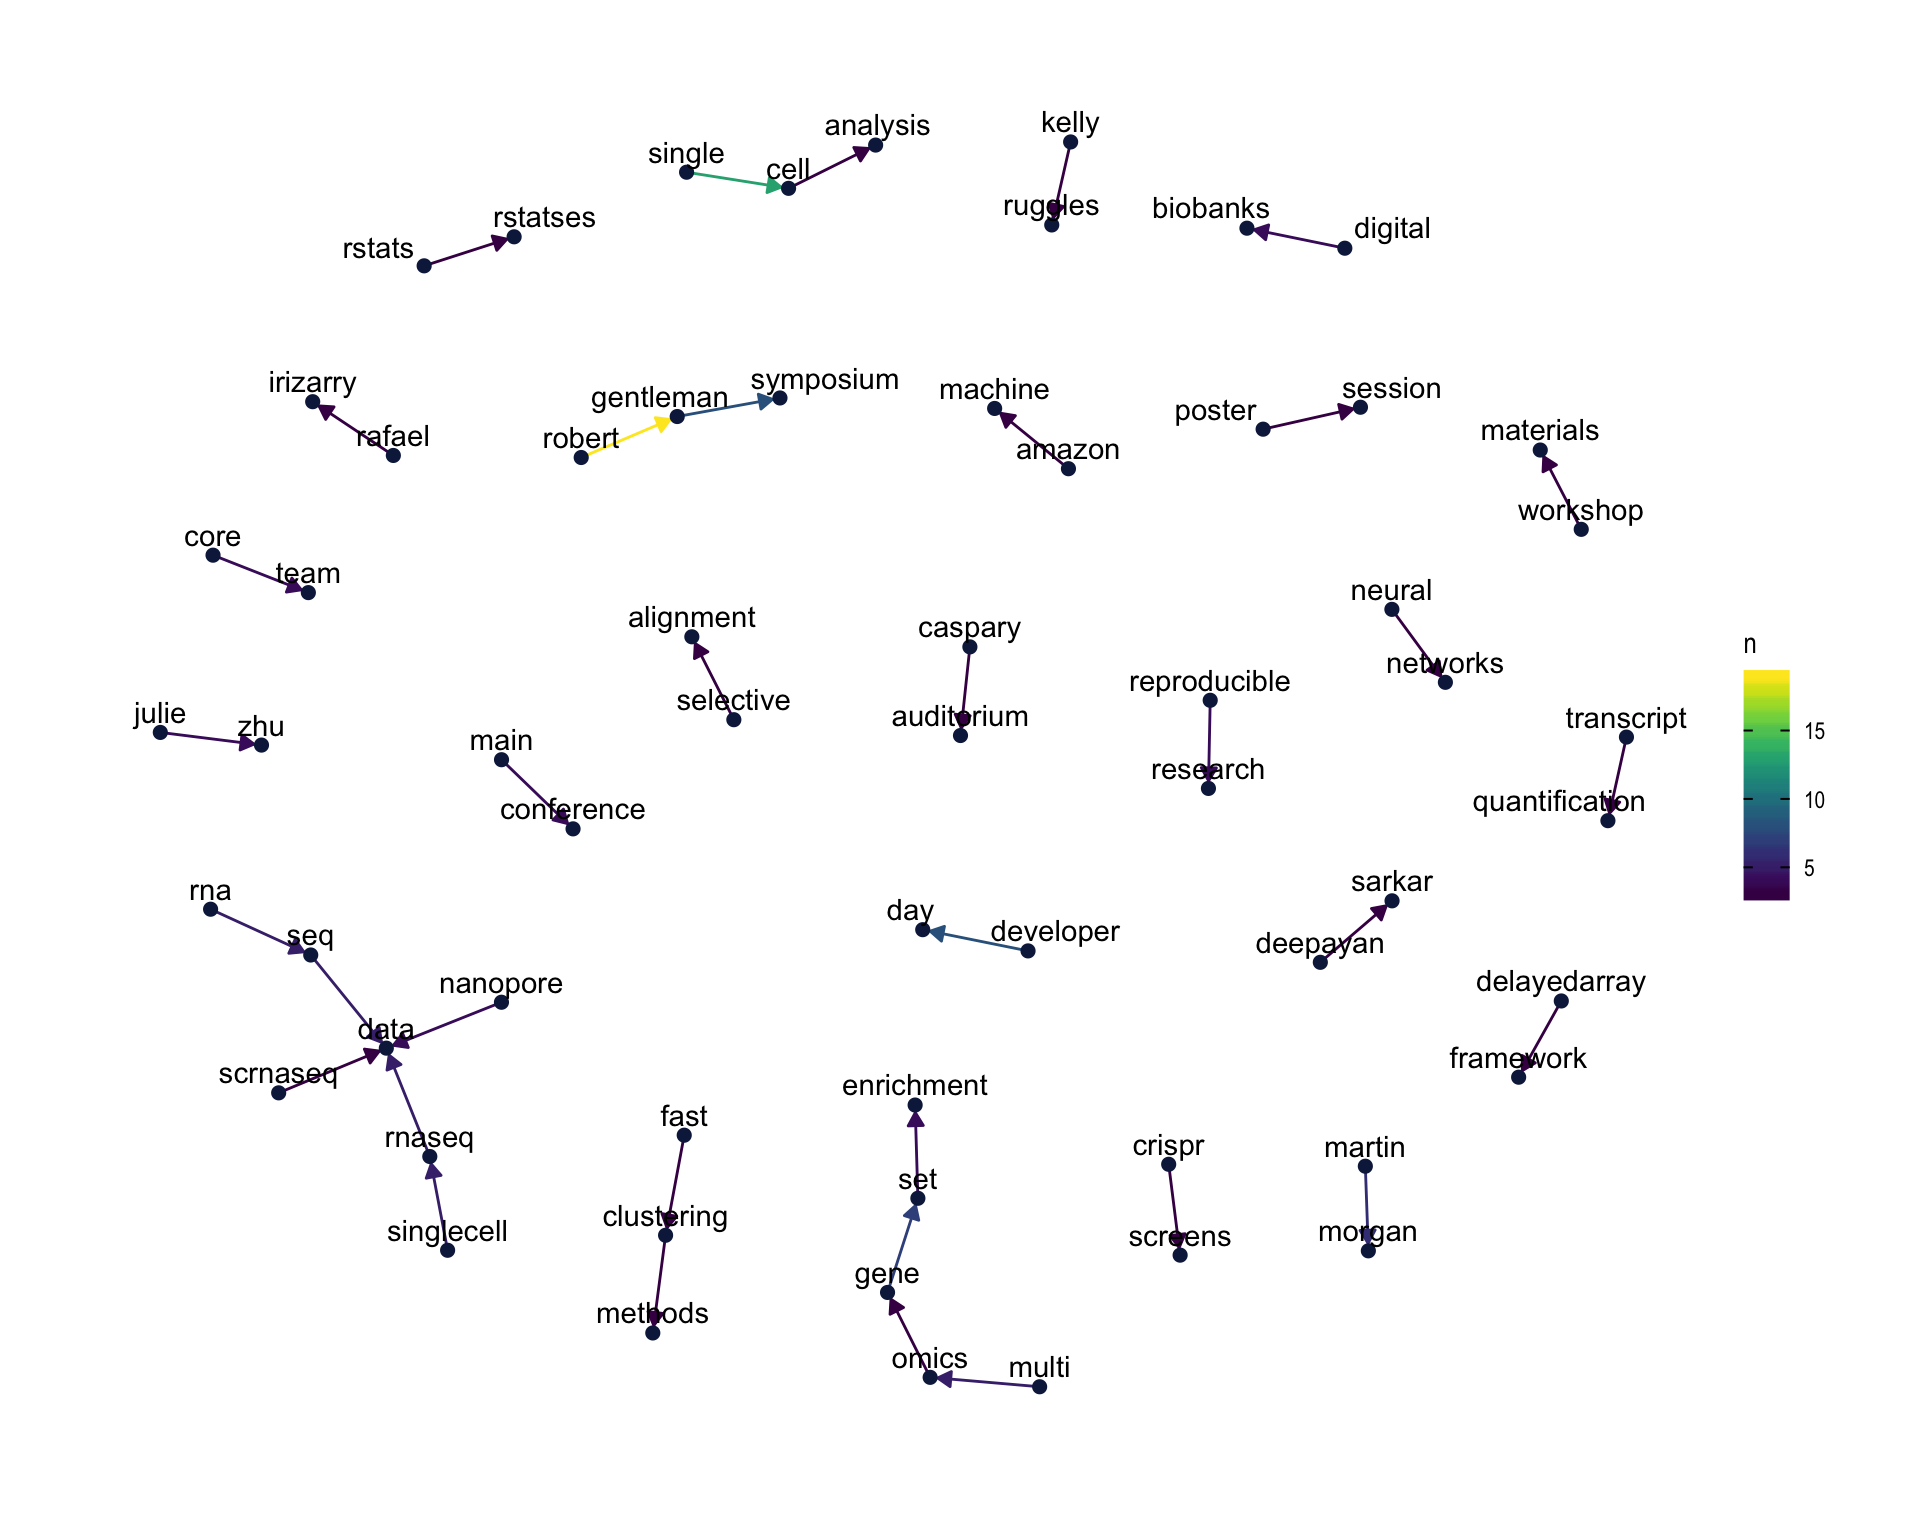 kelly
analysis
single
cell
ruggles
biobanks
rstatses
digital
rstats
symposium
irizarry
machine
session
gentleman
poster
materials
robert
rafael
amazon
workshop
core
team
neural
alignment
caspary
n
networks
reproducible
selective
julie
auditorium
transcript
zhu
15
main
research
10
quantification
conference
5
sarkar
rna
day
developer
seq
deepayan
nanopore
delayedarray
data
framework
scrnaseq
enrichment
fast
rnaseq
crispr
martin
set
clustering
singlecell
screens
morgan
gene
methods
omics
multi